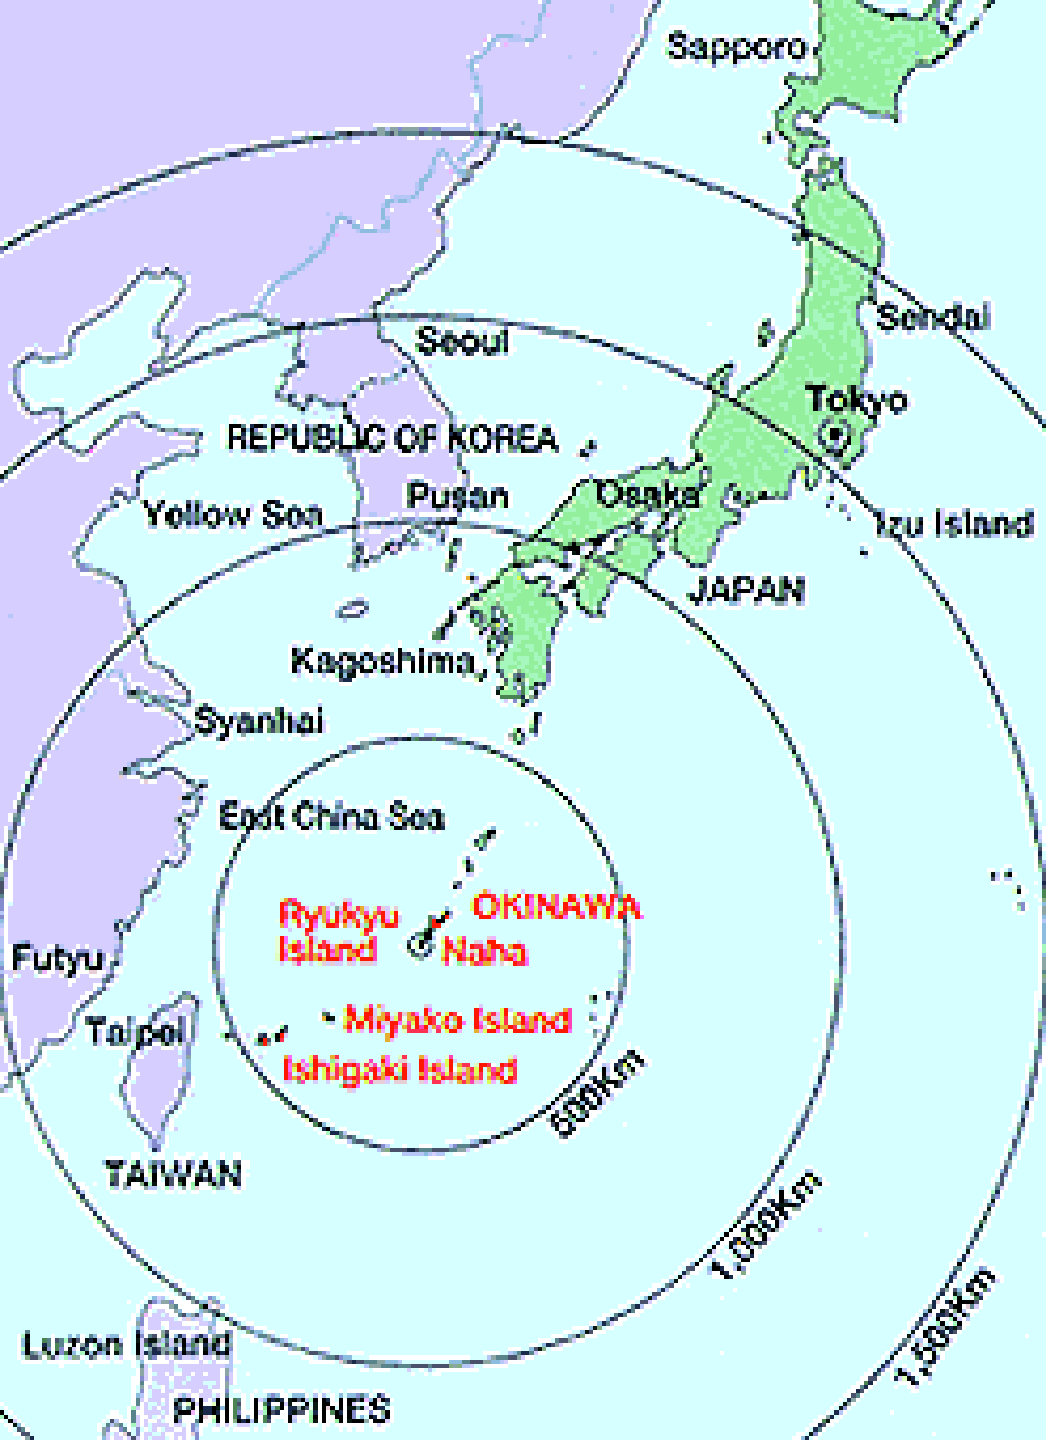 Sapporo
Sendai
Seoul
Tokyo
REPUBLIC OF KOREA
Pusan
Osaka
Yellow Sea
Izu Island
JAPAN
Kagoshima
Syanhai
East China Sea
Ryukyu
Island
OKINAWA
Naha
Futyu
Taipei
Miyako Island
Ishigaki Island
500Km
TAIWAN
1,000Km
Luzon Island
1,500Km
PHILIPPINES